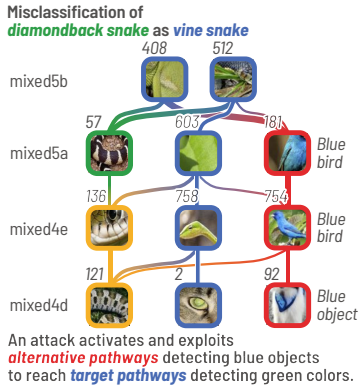 Misclassification of
diamondback snake as vine snake
408 512
mixed5b
57 603 181
mixed5a
Blue
bird
136 758 754
mixed4e
Blue
bird
121 2 92
mixed4d
Blue
object
An attack activates and exploits
alternative pathways detecting blue objects
to reach target pathways detecting green colors.